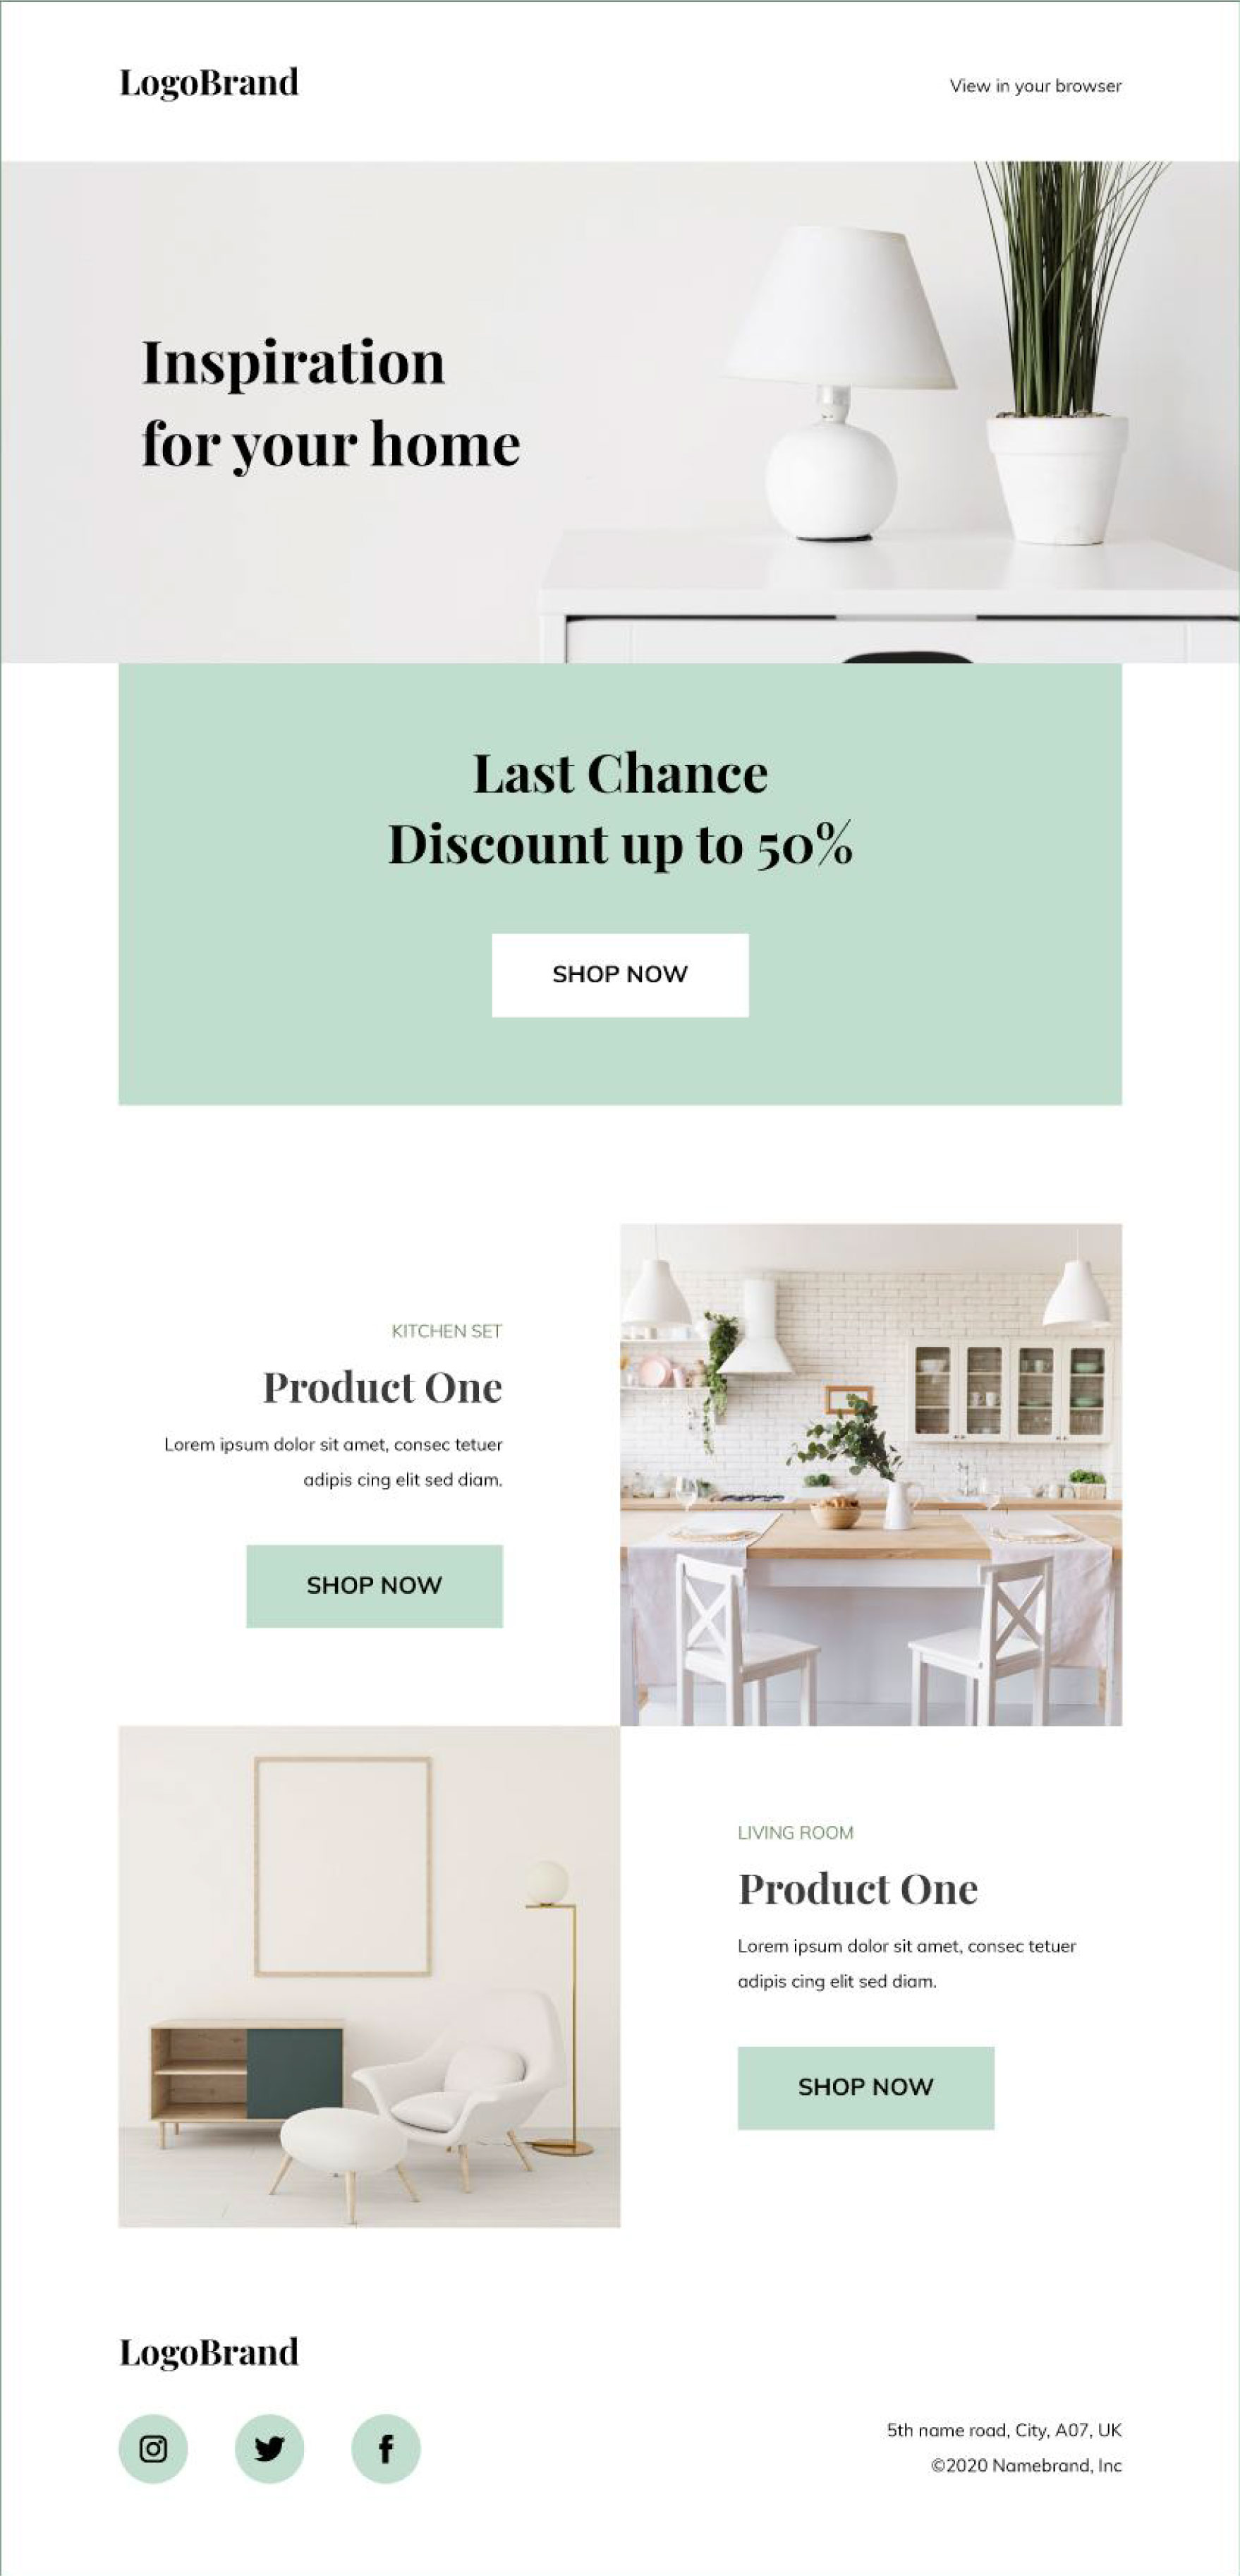 LogoBrand
View in your browser
Inspiration
for your home
Last Chance
Discount up to 50%
SHOP NOW
KITCHEN SET
Product One
Lorem ipsum dolor sit amet, consec tetuer
adipis cing elit sed diam.
SHOP NOW
LIVING ROOM
Product One
Lorem ipsum dolor sit amet, consec tetuer
adipis cing elit sed diam.
SHOP NOW
LogoBrand
5th name road, City, A07, UK
©2020 Namebrand, Inc